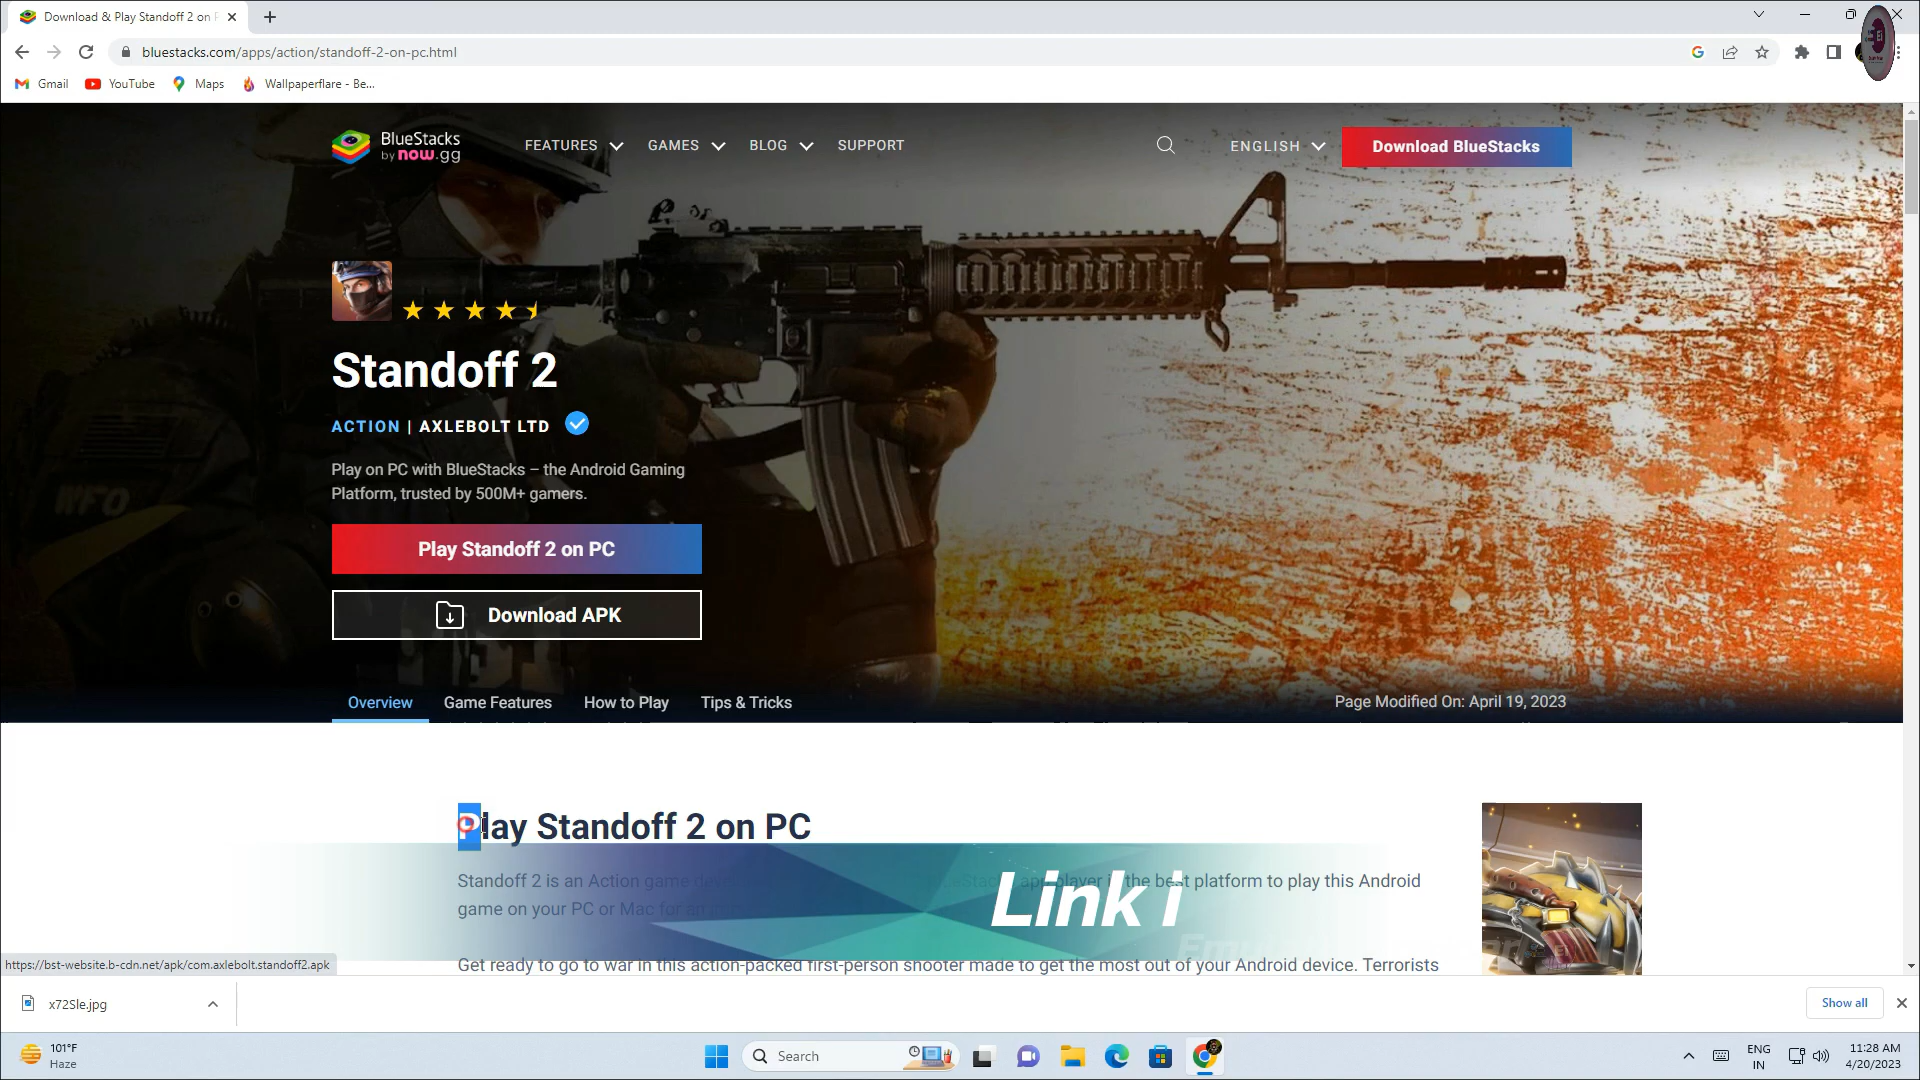 Download & Play Standoff 2 on P
bluestacks.com/apps/action/standoff-2-on-pc.html
Gmail
YouTube
Maps
Wallpaperflare - Be...
BlueStacks
by now.gg
FEATURES
GAMES
BLOG
SUPPORT
ENGLISH
Download BlueStacks
Standoff 2
ACTION | AXLEBOLT LTD
Play on PC with BlueStacks – the Android Gaming
Platform, trusted by 500M+ gamers.
Play Standoff 2 on PC
Download APK
Overview
Game Features
How to Play
Tips & Tricks
Page Modified On: April 19, 2023
Play Standoff 2 on PC
Standoff 2 is an Action game player is the best platform to play this Android
game on your PC or Mac for an
Link i
https://bst-website.b-cdn.net/apk/com.axlebolt.standoff2.apk
Get ready to go to war in this action-packed first-person shooter made to get the most out of your Android device. Terrorists
x72Sle.jpg
Show all
101°F
Haze
Search
ENG
IN
11:28 AM
4/20/2023